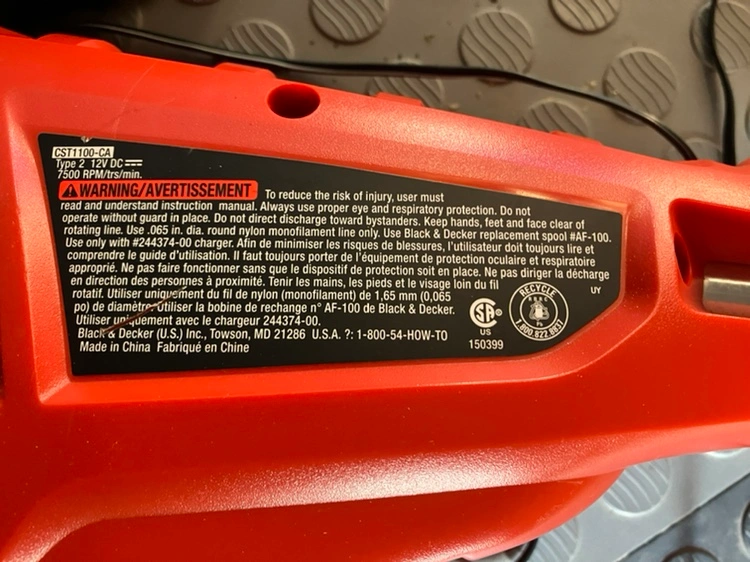 CST1100-CA
Type 2 12V DC
7500 RPM/trs/min.
WARNING/AVERTISSEMENT To reduce the risk of injury, user must
read and understand instruction manual. Always use proper eye and respiratory protection. Do not
operate without guard in place. Do not direct discharge toward bystanders. Keep hands, feet and face clear of
rotating line. Use .065 in. dia. round nylon monofilament line only. Use Black & Decker replacement spool #AF-100.
Use only with #244374-00 charger. Afin de minimiser les risques de blessures, l'utilisateur doit toujours lire et
comprendre le guide d'utilisation. Il faut toujours porter de l'équipement de protection oculaire et respiratoire
approprié. Ne pas faire fonctionner sans que le dispositif de protection soit en place. Ne pas diriger la décharge
en direction des personnes à proximité. Tenir les mains, les pieds et le visage loin du fil
rotatif. Utiliser uniquement du fil de nylon (monofilament) de 1,65 mm (0,065
po) de diamètre. Utiliser la bobine de rechange n° AF-100 de Black & Decker.
Utiliser uniquement avec le chargeur 244374-00.
Black & Decker (U.S.) Inc., Towson, MD 21286 U.S.A. ?: 1-800-54-HOW-TO
Made in China Fabriqué en Chine
SP
US
150399
RECYCLE
Pb
1.800.822.8837
UY